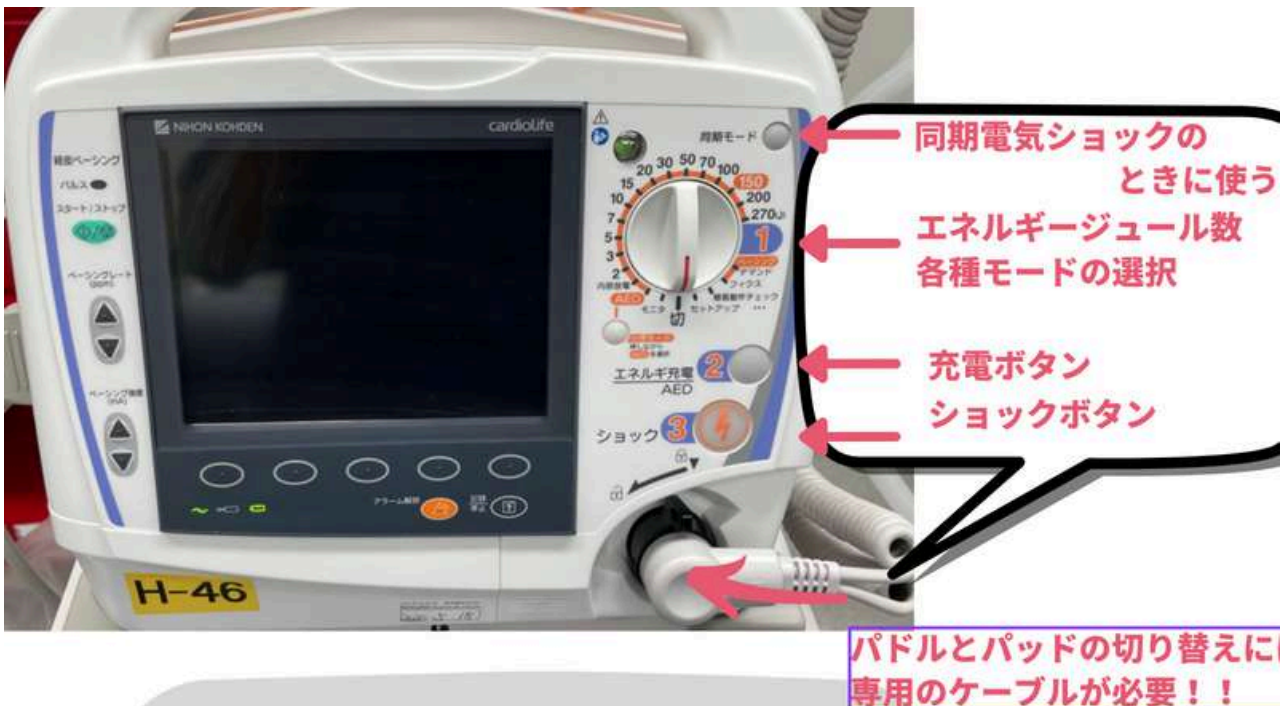 NIHON KOHDEN
cardiolife
経皮ペーシング
パルス
スタート/ストップ
ペーシングレート
(ppm)
ペーシング強度
(mA)
同期モード
20 30 50 70 100
15
150
10
200
7
270(J)
5
1
3
ペーシング
2
デマンド
内部放電
フィクス
AED
モニタ
切
セットアップ
エネルギ充電
2
AED
ショック
3
アラーム解除
H-46
同期電気ショックの
ときに使う
エネルギージュール数
各種モードの選択
充電ボタン
ショックボタン
パドルとパッドの切り替えに
専用のケーブルが必要!!